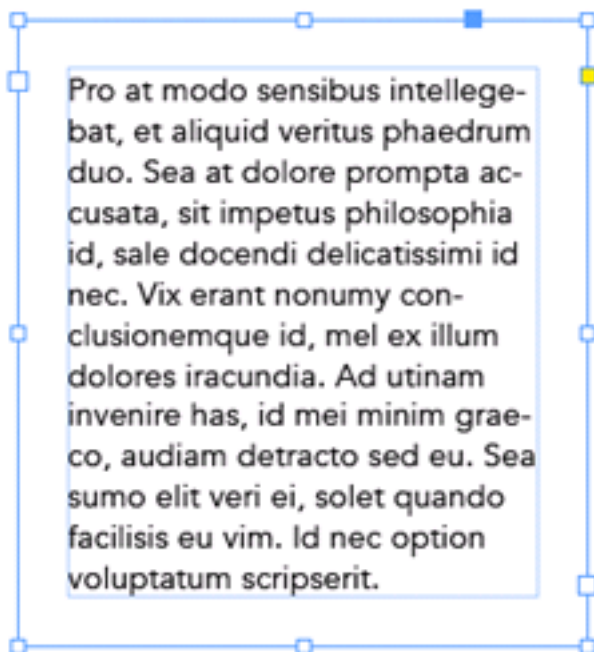 Pro at modo sensibus intellege-
bat, et aliquid veritus phaedrum
duo. Sea at dolore prompta ac-
cusata, sit impetus philosophia
id, sale docendi delicatissimi id
nec. Vix erant nonumy con-
clusionemque id, mel ex illum
dolores iracundia. Ad utinam
invenire has, id mei minim grae-
co, audiam detracto sed eu. Sea
sumo elit veri ei, solet quando
facilisis eu vim. Id nec option
voluptatum scripserit.